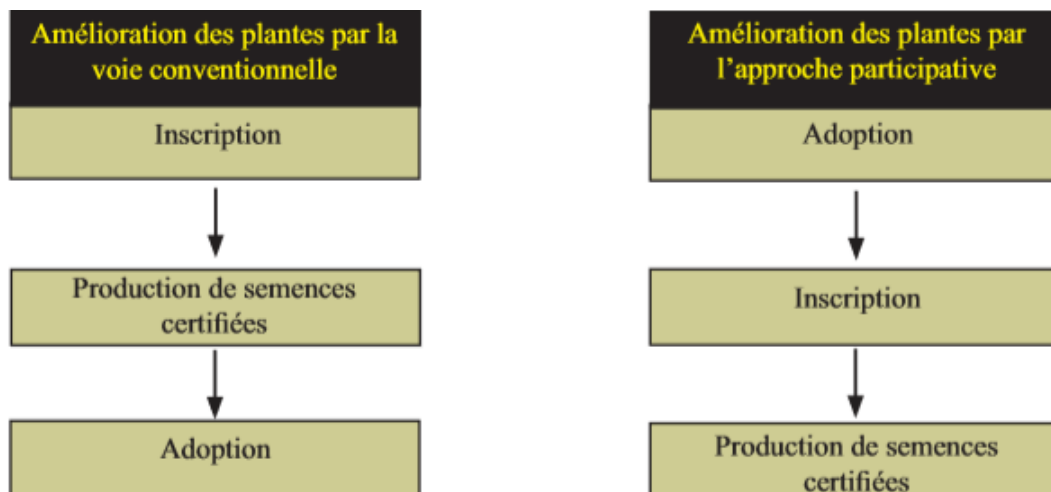 Amélioration des plantes par la
voie conventionnelle
Inscription
Production de semences
certifiées
Adoption
Amélioration des plantes par
l’approche participative
Adoption
Inscription
Production de semences
certifiées